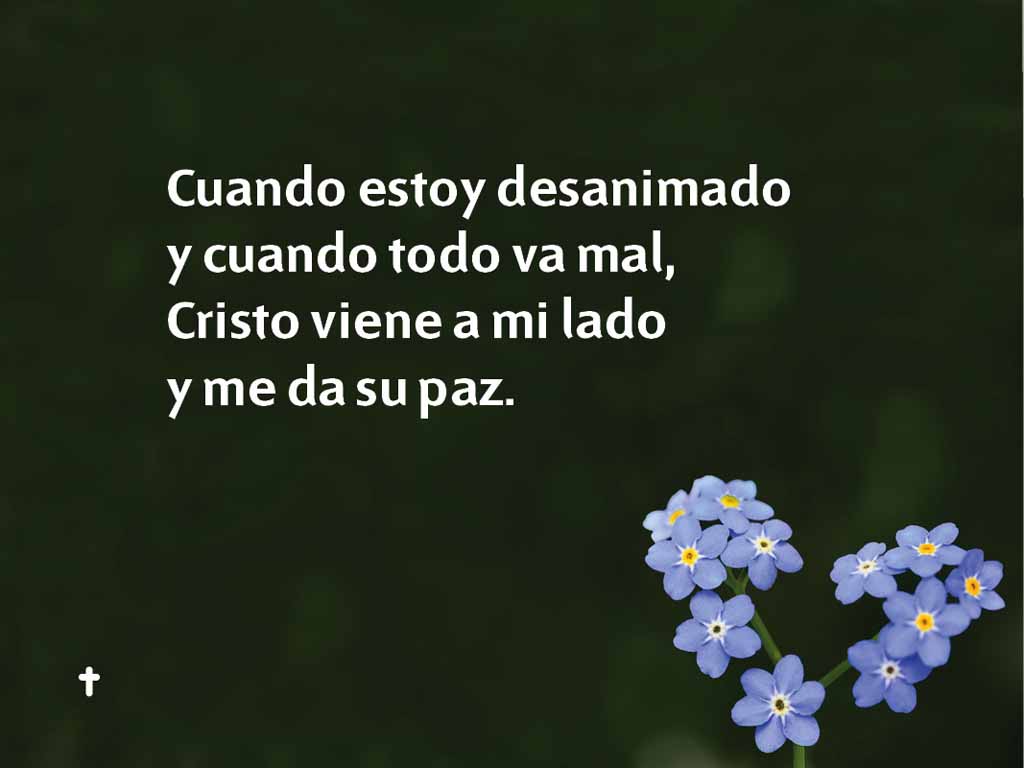 Cuando estoy desanimado
y cuando todo va mal,
Cristo viene a mi lado
y me da su paz.